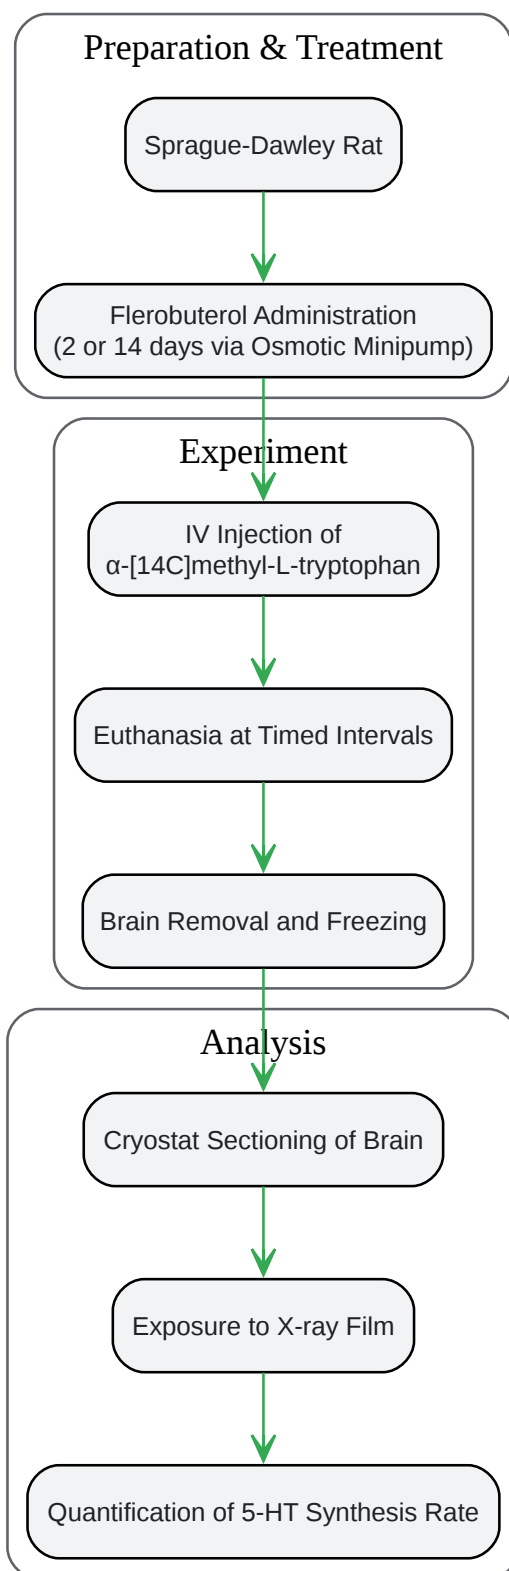 Preparation & Treatment
Sprague-Dawley Rat
Flerobuterol Administration
(2 or 14 days via Osmotic Minipump)
Experiment
IV Injection of
α-[14C]methyl-L-tryptophan
Euthanasia at Timed Intervals
Brain Removal and Freezing
Analysis
Cryostat Sectioning of Brain
Exposure to X-ray Film
Quantification of 5-HT Synthesis Rate